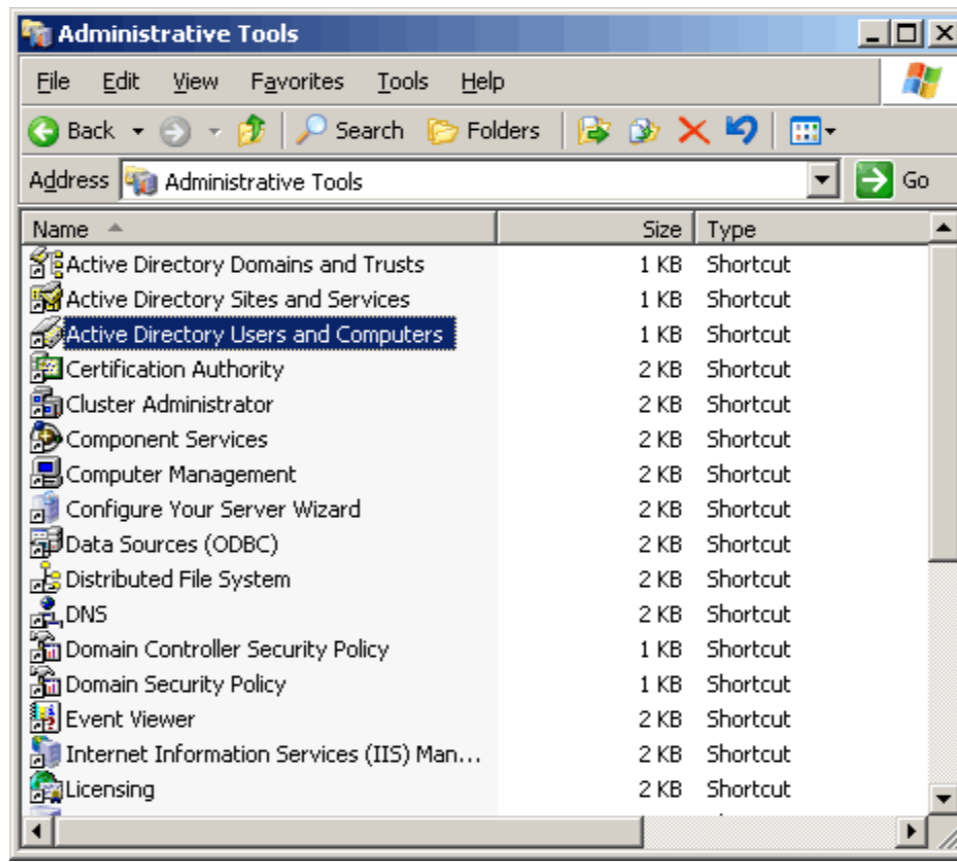 Administrative Tools
File Edit View Favorites Tools Help
Back Search Folders
Address Administrative Tools Go
Name Size Type
Active Directory Domains and Trusts 1 KB Shortcut
Active Directory Sites and Services 1 KB Shortcut
Active Directory Users and Computers 1 KB Shortcut
Certification Authority 2 KB Shortcut
Cluster Administrator 2 KB Shortcut
Component Services 2 KB Shortcut
Computer Management 2 KB Shortcut
Configure Your Server Wizard 2 KB Shortcut
Data Sources (ODBC) 2 KB Shortcut
Distributed File System 2 KB Shortcut
DNS 2 KB Shortcut
Domain Controller Security Policy 1 KB Shortcut
Domain Security Policy 1 KB Shortcut
Event Viewer 2 KB Shortcut
Internet Information Services (IIS) Man... 2 KB Shortcut
Licensing 2 KB Shortcut